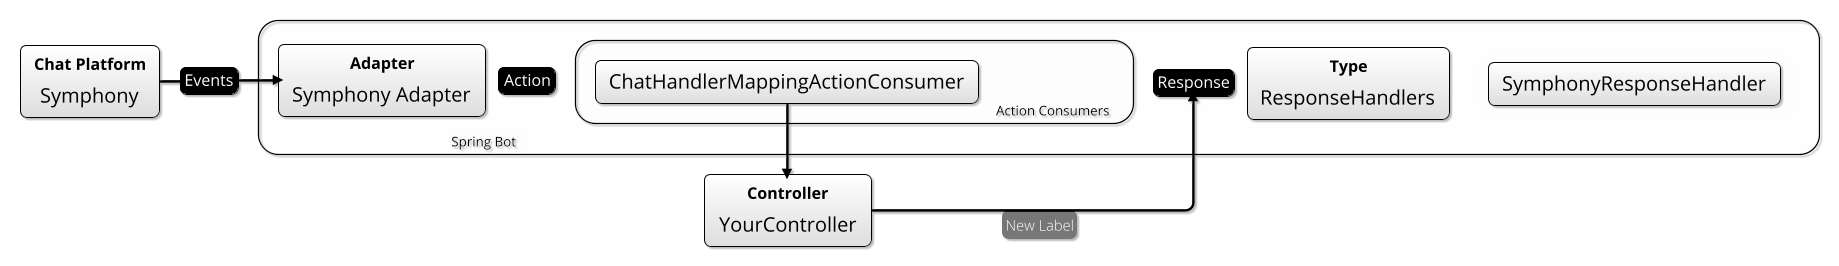 Chat Platform
Symphony
Events
Adapter
Symphony Adapter
Action
ChatHandlerMappingActionConsumer
Action Consumers
Response
Type
ResponseHandlers
SymphonyResponseHandler
Spring Bot
Controller
YourController
New Label